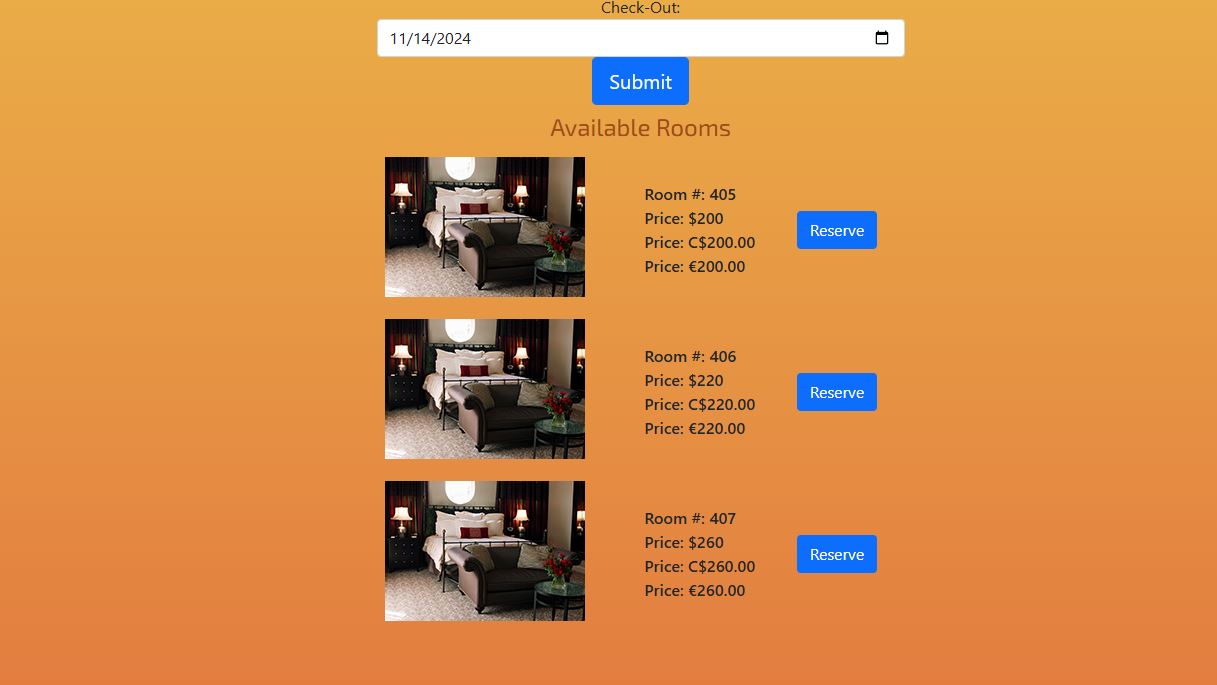 Check-Out:
11/14/2024
Submit
Available Rooms
Room #: 405
Price: $200
Price: C$200.00
Price: €200.00
Reserve
Room #: 406
Price: $220
Price: C$220.00
Price: €220.00
Reserve
Room #: 407
Price: $260
Price: C$260.00
Price: €260.00
Reserve